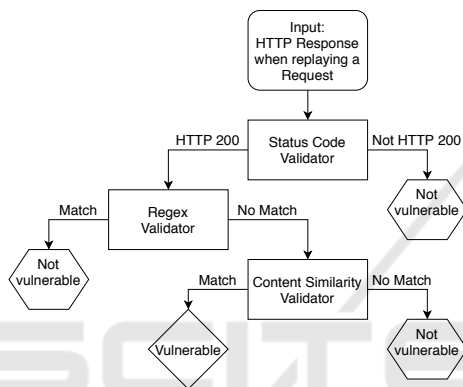 Input:
HTTP Response
when replaying a
Request
HTTP 200
Status Code
Validator
Not HTTP 200
Not
vulnerable
Match
Regex
Validator
No Match
Not
vulnerable
Match
Content Similarity
Validator
No Match
Vulnerable
Not
vulnerable